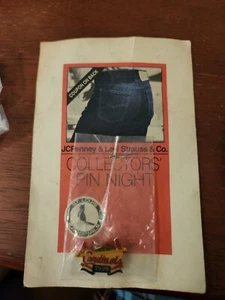 COUPON ON BACK
JCPenney & Levi Strauss & Co.
COLLECTORS'
PIN NIGHT
Cardinals